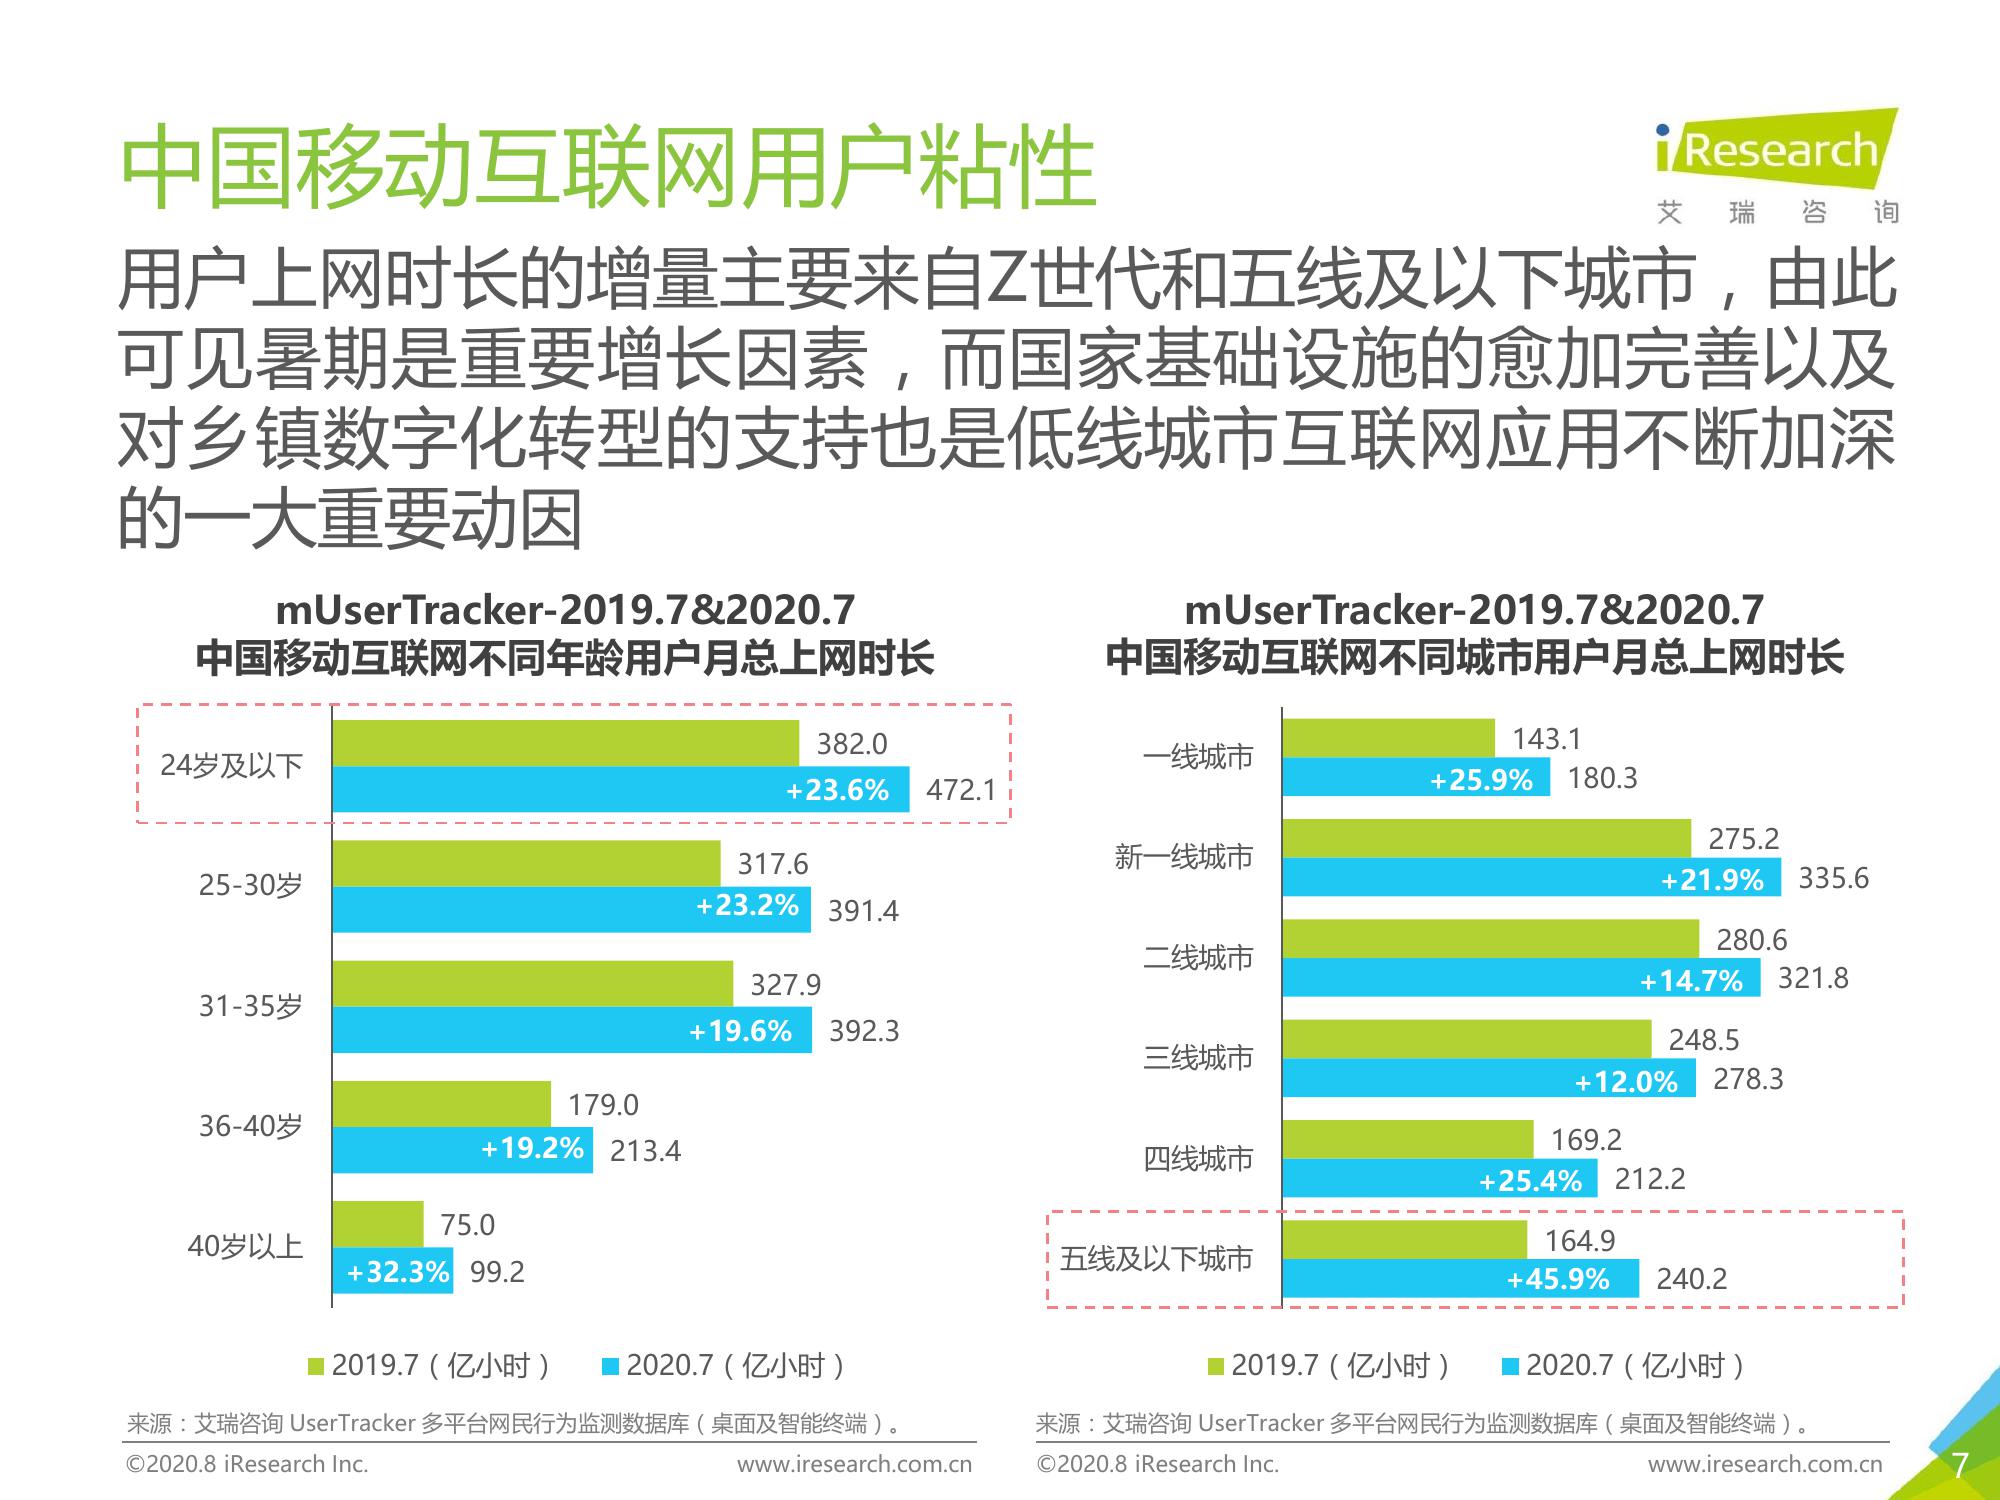 中国移动互联网用户粘性
iResearch
艾瑞咨询
用户上网时长的增量主要来自Z世代和五线及以下城市，由此
可见暑期是重要增长因素，而国家基础设施的愈加完善以及
对乡镇数字化转型的支持也是低线城市互联网应用不断加深
的一大重要动因
mUserTracker-2019.7&2020.7
中国移动互联网不同年龄用户月总上网时长
24岁及以下
382.0
+23.6%
472.1
25-30岁
317.6
+23.2%
391.4
31-35岁
327.9
+19.6%
392.3
36-40岁
179.0
+19.2%
213.4
40岁以上
75.0
+32.3%
99.2
2019.7（亿小时） 2020.7（亿小时）
来源：艾瑞咨询 UserTracker 多平台网民行为监测数据库（桌面及智能终端）。
©2020.8 iResearch Inc. www.iresearch.com.cn
mUserTracker-2019.7&2020.7
中国移动互联网不同城市用户月总上网时长
一线城市
143.1
+25.9%
180.3
新一线城市
275.2
+21.9%
335.6
二线城市
280.6
+14.7%
321.8
三线城市
248.5
+12.0%
278.3
四线城市
169.2
+25.4%
212.2
五线及以下城市
164.9
+45.9%
240.2
2019.7（亿小时） 2020.7（亿小时）
来源：艾瑞咨询 UserTracker 多平台网民行为监测数据库（桌面及智能终端）。
©2020.8 iResearch Inc. www.iresearch.com.cn
7